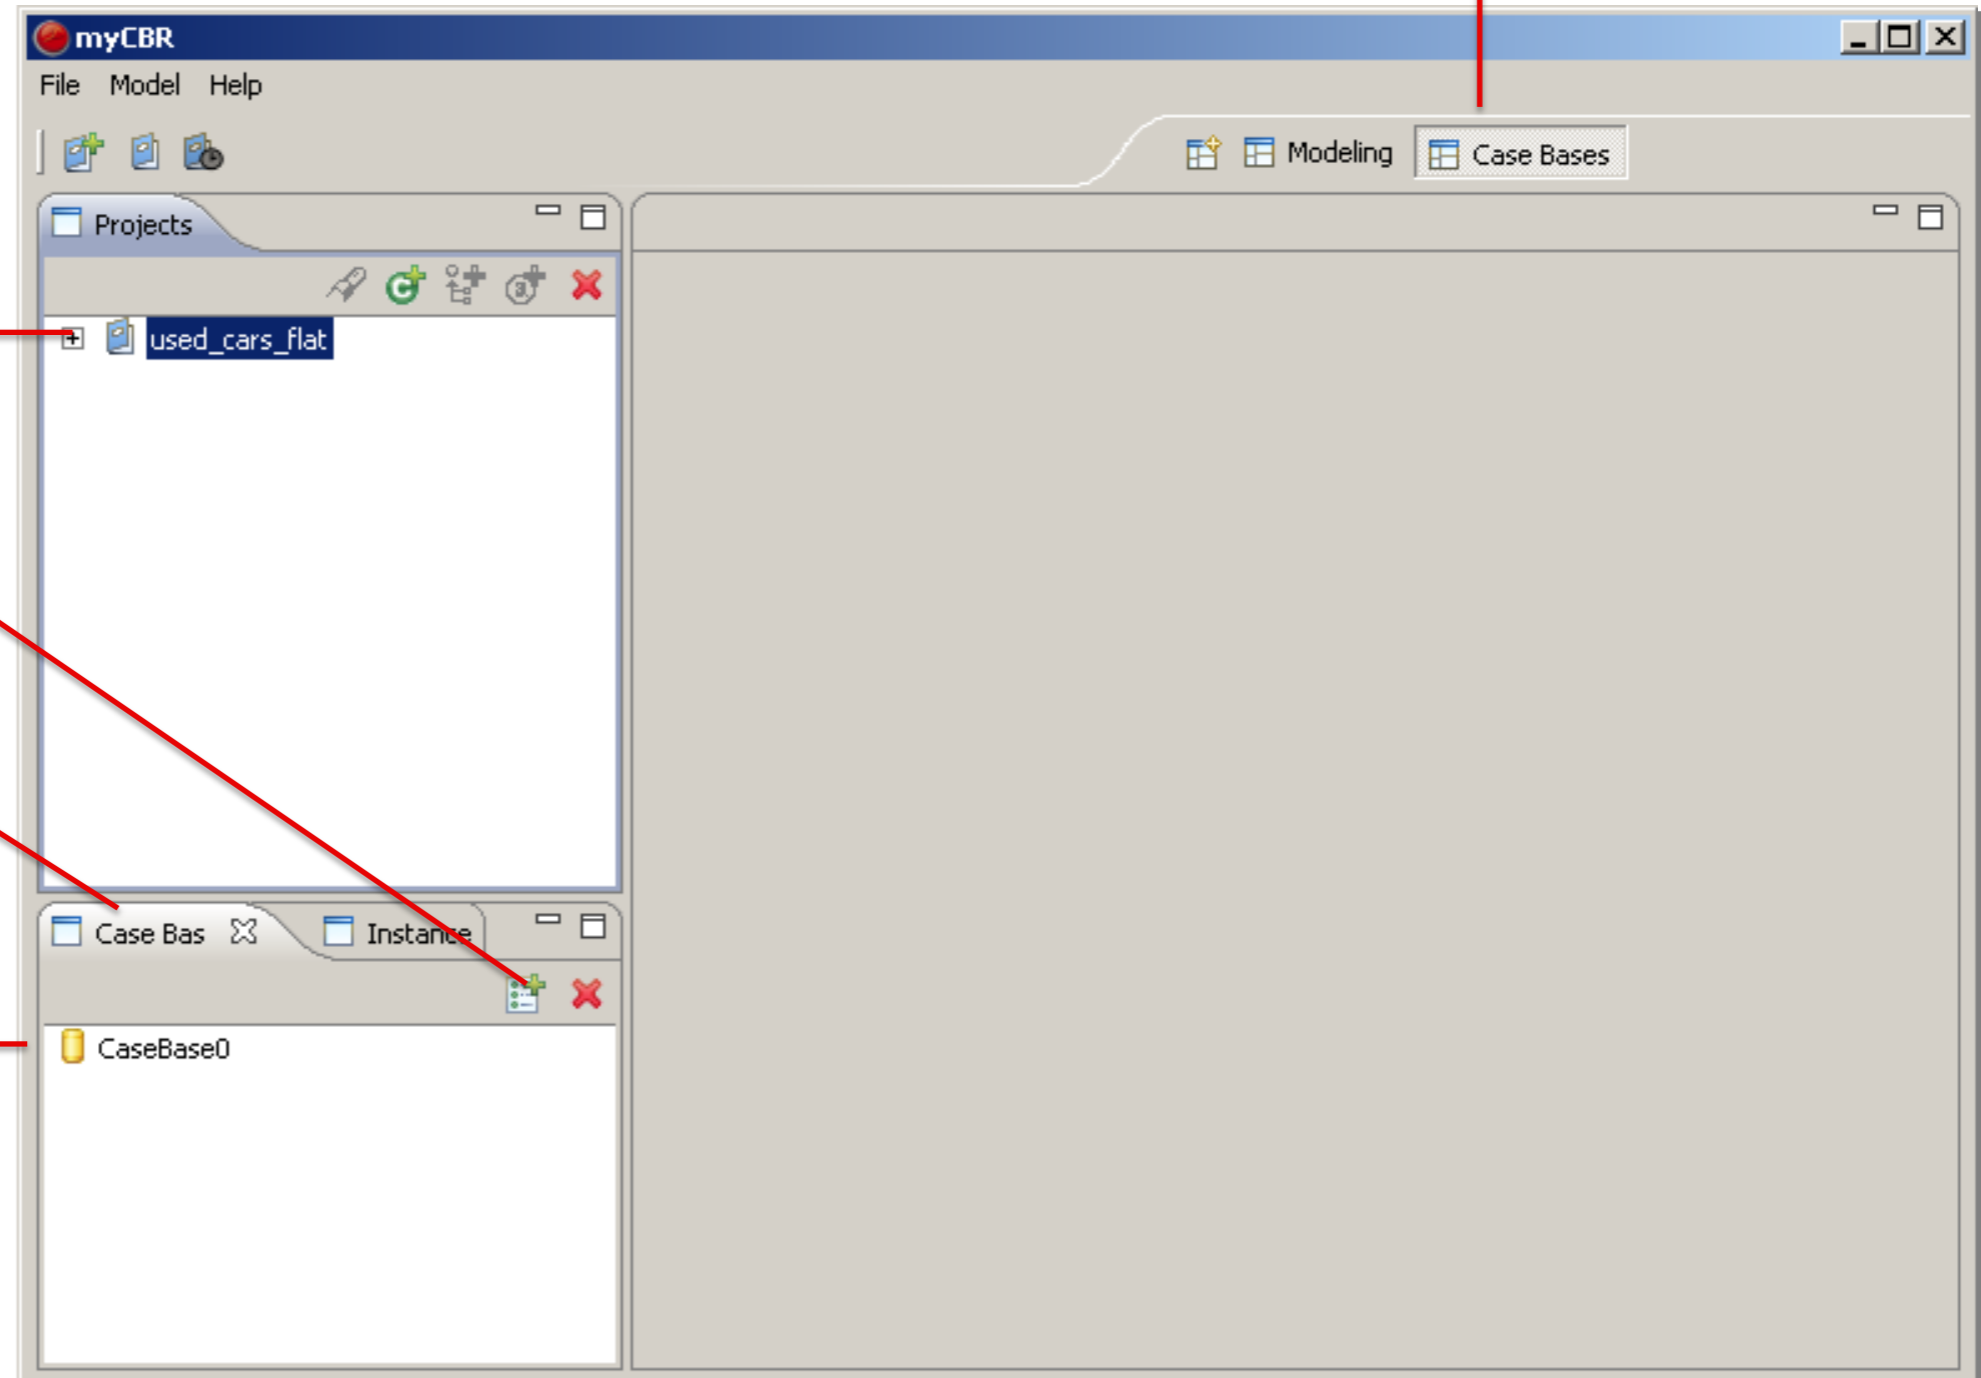 myCBR
File Model Help
Modeling Case Bases
Projects
used_cars_flat
Case Bas Instance
CaseBase0